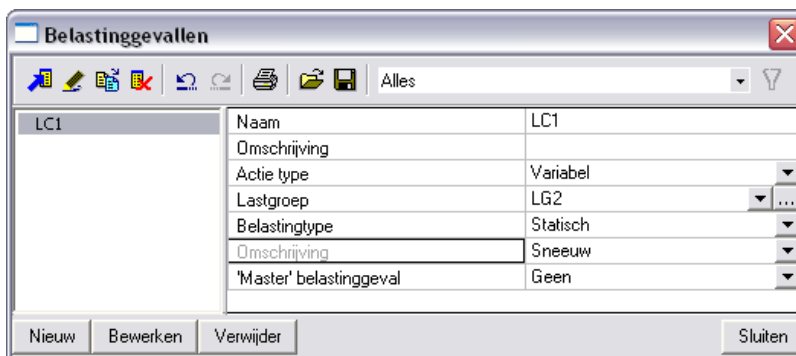 Belastinggevallen
Alles
LC1
Naam LC1
Omschrijving
Actie type Variabel
Lastgroep LG2 ...
Belastingtype Statisch
Omschrijving Sneeuw
'Master' belastinggeval Geen
Nieuw Bewerken Verwijder Sluiten